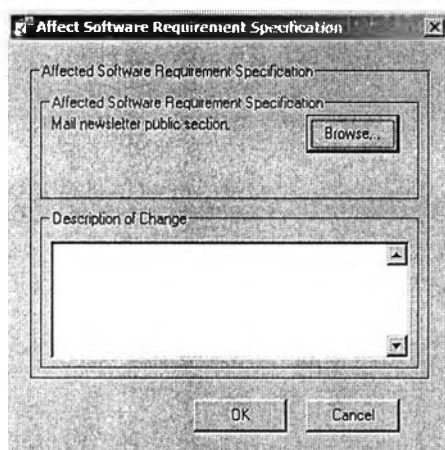 Affect Software Requirement Specification
Affected Software Requirement Specification
Affected Software Requirement Specification
Mail newsletter public section.
Browse...
Description of Change
OK
Cancel